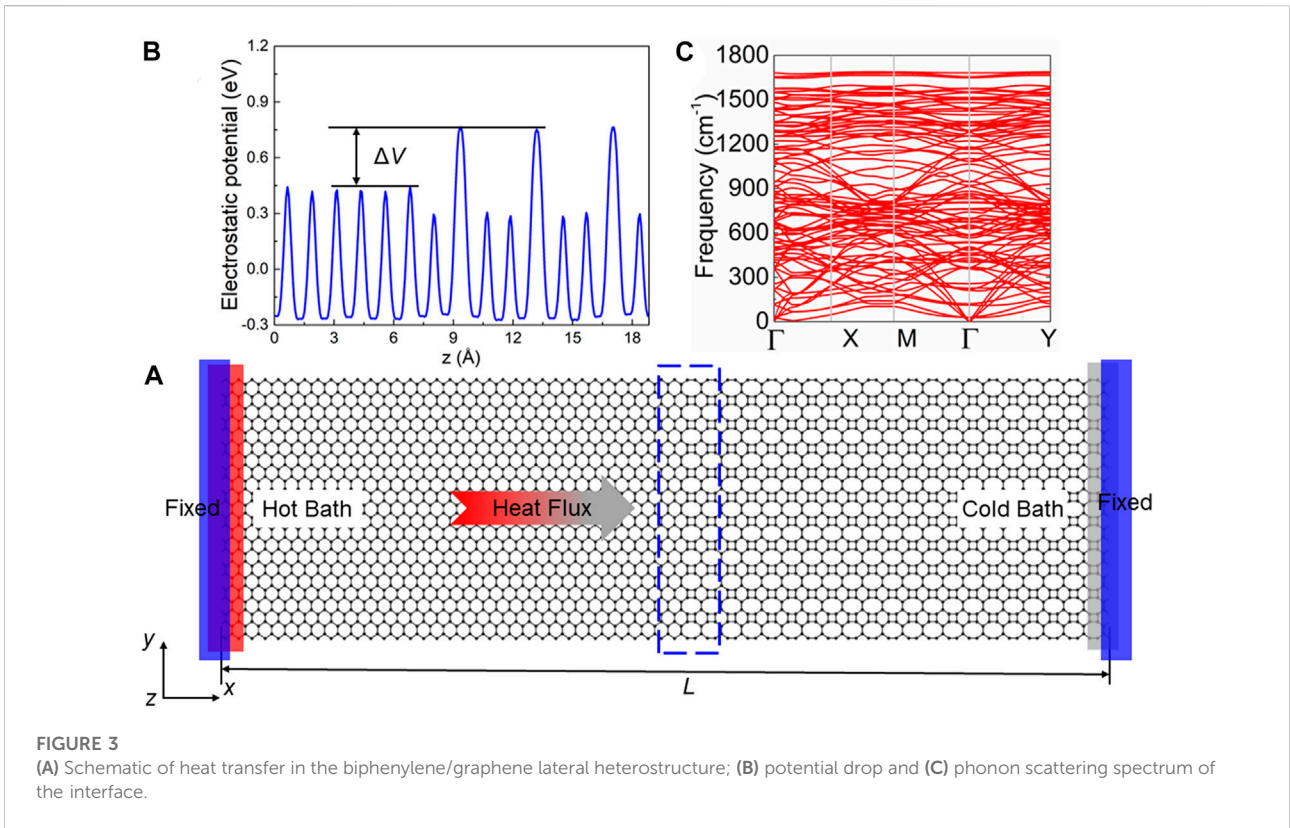 B
1.2
0.9
0.6
0.3
0.0
-0.3
Electrostatic potential (eV)
ΔV
0 3 6 9 12 15 18
z (Å)
C
1800
1500
1200
900
600
300
0
Frequency (cm⁻¹)
Γ X M Γ Y
A
Fixed
Hot Bath
Heat Flux
Cold Bath
Fixed
y
z
x
L
FIGURE 3
(A) Schematic of heat transfer in the biphenylene/graphene lateral heterostructure; (B) potential drop and (C) phonon scattering spectrum of
the interface.